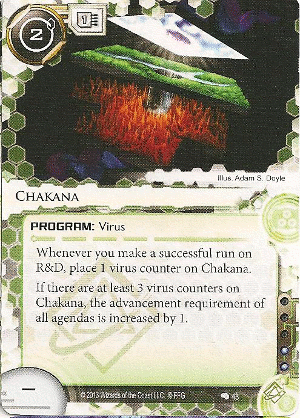 2
1
Illus. Adam S. Doyle
CHAKANA
PROGRAM: Virus
Whenever you make a successful run on
R&D, place 1 virus counter on Chakana.
If there are at least 3 virus counters on
Chakana, the advancement requirement of
all agendas is increased by 1.
–
© 2013 Wizards of the Coast LLC. © FFG